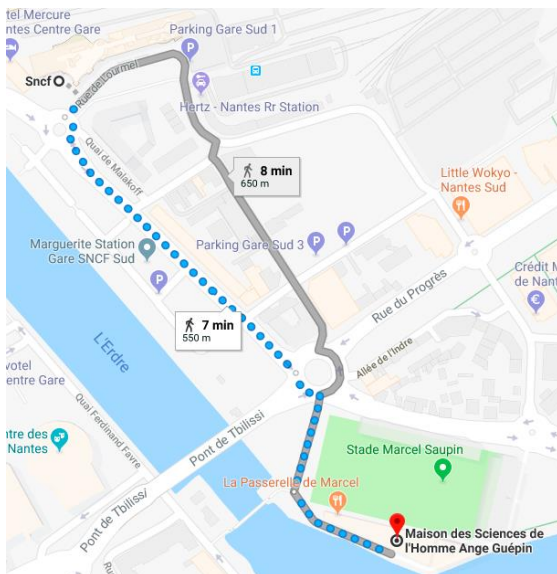 tel Mercure
ntes Centre Gare
Parking Gare Sud 1
P
Sncf
Rue de Lourmel
Hertz - Nantes Rr Station
Quai de Malakoff
8 min
650 m
Little Wokyo -
Nantes Sud
Marguerite Station
Gare SNCF Sud
Parking Gare Sud 3
P
P
P
Crédit M
de Nant
€
Rue du Progrès
7 min
550 m
L'Erdre
Allée de l'Indre
ovotel
entre Gare
Quai Ferdinand Favre
Pont de Tbilissi
ntre des
Nantes
Stade Marcel Saupin
La Passerelle de Marcel
Pont de Tbilissi
Maison des Sciences de
l'Homme Ange Guépin